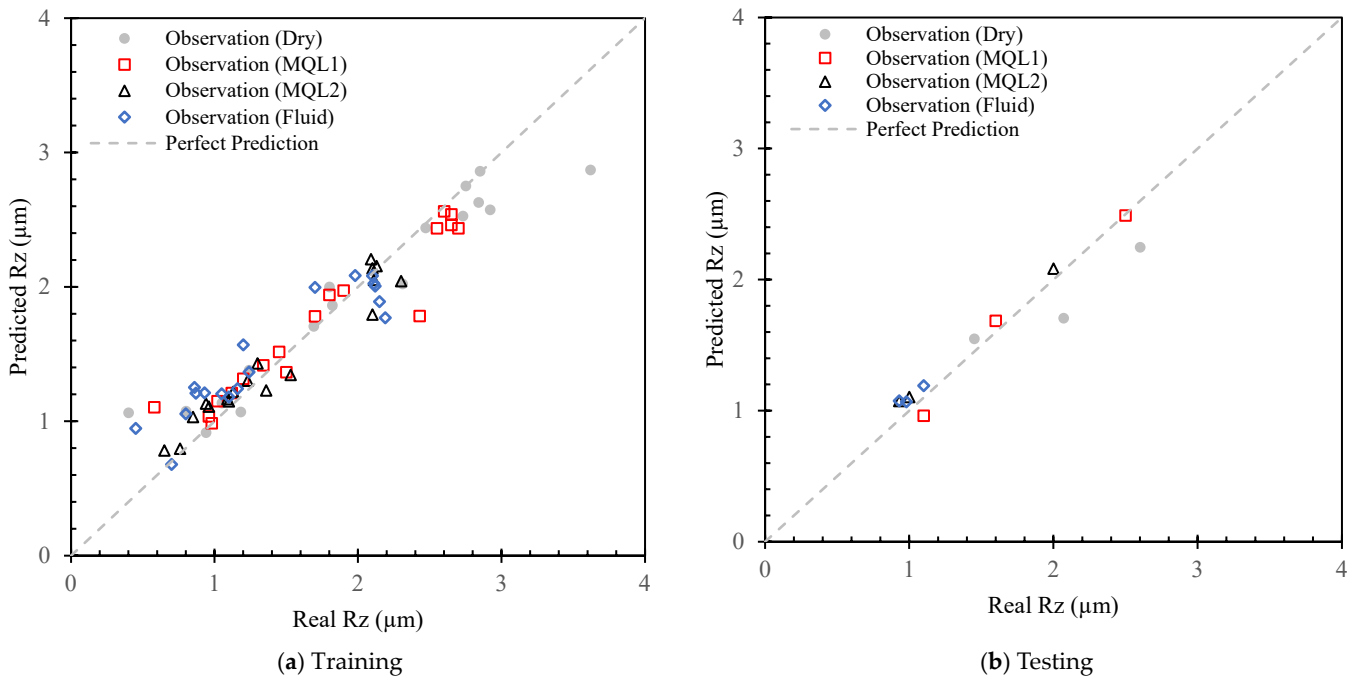 4
3
2
1
0
Predicted Rz (µm)
Observation (Dry)
Observation (MQL1)
Observation (MQL2)
Observation (Fluid)
Perfect Prediction
0 1 2 3 4
Real Rz (µm)
(a) Training
4
3
2
1
0
Predicted Rz (µm)
Observation (Dry)
Observation (MQL1)
Observation (MQL2)
Observation (Fluid)
Perfect Prediction
0 1 2 3 4
Real Rz (µm)
(b) Testing